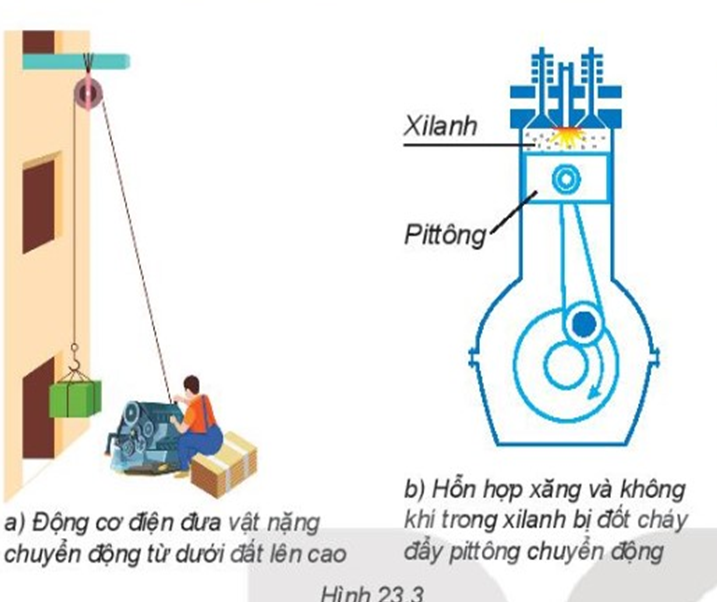 Xilanh
Pittông
a) Động cơ điện đưa vật nặng
chuyển động từ dưới đất lên cao
b) Hỗn hợp xăng và không
khí trong xilanh bị đốt cháy
đẩy pittông chuyển động
Hình 23.3